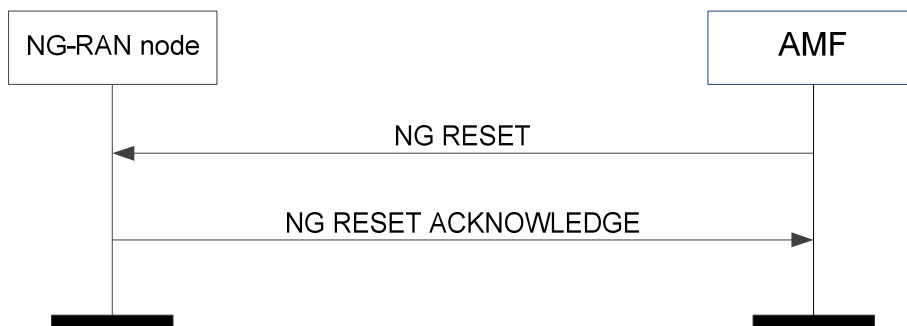 NG-RAN node
AMF
NG RESET
NG RESET ACKNOWLEDGE